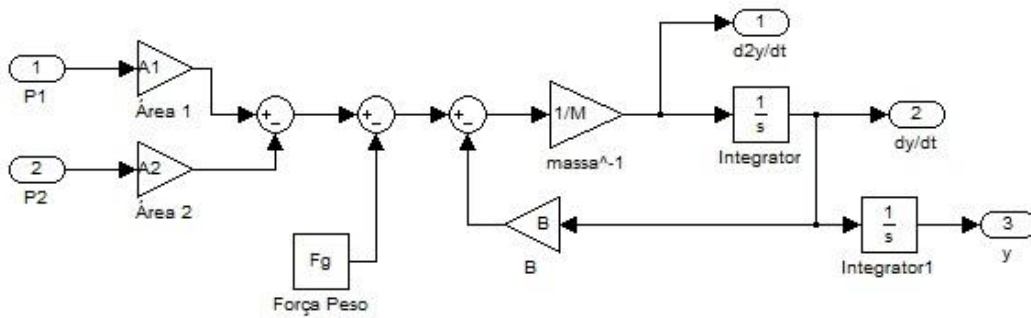 1
d2y/dt
1
P1
A1
Área 1
+
−
+
−
+
−
1/M
massa^-1
1
s
Integrator
2
dy/dt
2
P2
A2
Área 2
B
B
1
s
Integrator1
3
y
Fg
Força Peso